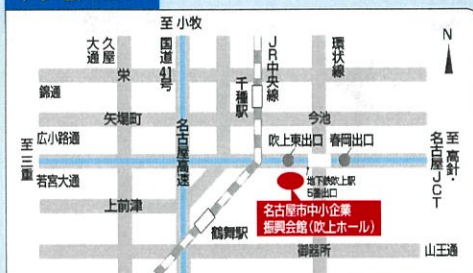 至 小牧
久屋大通
国道41号
JR中央線
環状線
N
栄
千種駅
錦通
矢場町
今池
広小路通
名古屋高速
吹上東出口
春岡出口
至 三重
至 高針・名古屋JCT
若宮大通
地下鉄吹上駅
5番出口
上前津
名古屋市中小企業
振興会館(吹上ホール)
鶴舞駅
御器所
山王通